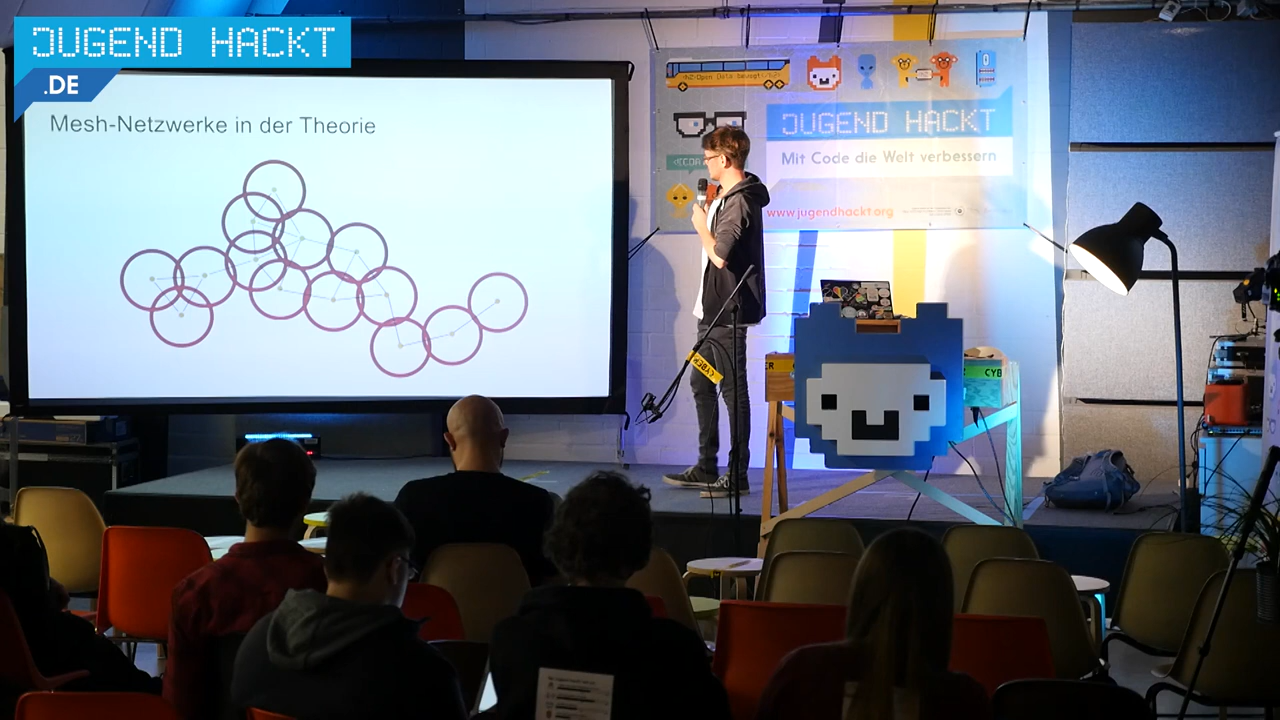 JUGEND HACKT
.DE
Mesh-Netzwerke in der Theorie
JUGEND HACKT
Mit Code die Welt verbessern
www.jugendhackt.org
CYBER
CYB